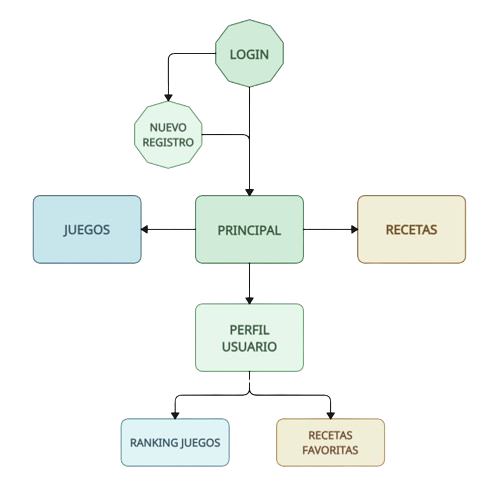 LOGIN
NUEVO
REGISTRO
JUEGOS
PRINCIPAL
RECETAS
PERFIL
USUARIO
RANKING JUEGOS
RECETAS
FAVORITAS